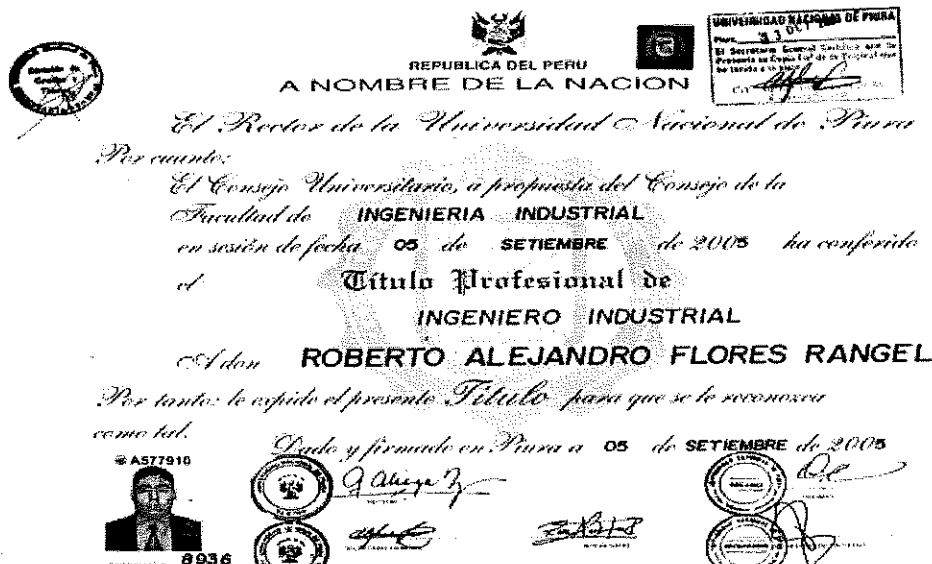 UNIVERSIDAD NACIONAL DE PIURA
REPUBLICA DEL PERU
A NOMBRE DE LA NACION
El Rector de la Universidad Nacional de Piura
Por cuanto:
El Consejo Universitario, a propuesta del Consejo de la
Facultad de INGENIERIA INDUSTRIAL
en sesión de fecha 05 de SETIEMBRE de 2005 ha conferido
el Título Profesional de
INGENIERO INDUSTRIAL
A don ROBERTO ALEJANDRO FLORES RANGEL
Por tanto: le expido el presente Título para que se le reconozca
como tal.
Dado y firmado en Piura a 05 de SETIEMBRE de 2005
A577910
8936